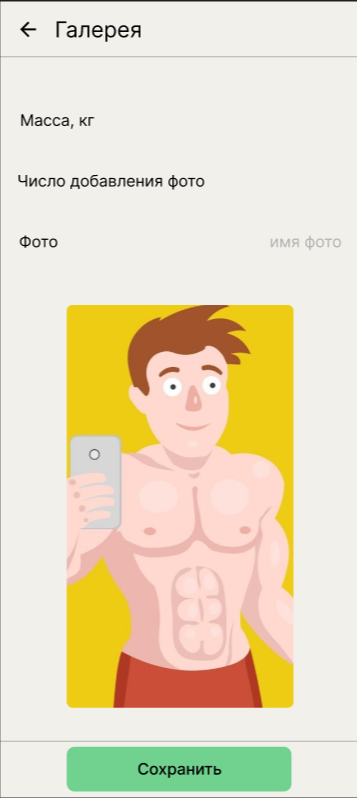 Галерея
Масса, кг
Число добавления фото
Фото имя фото
Сохранить